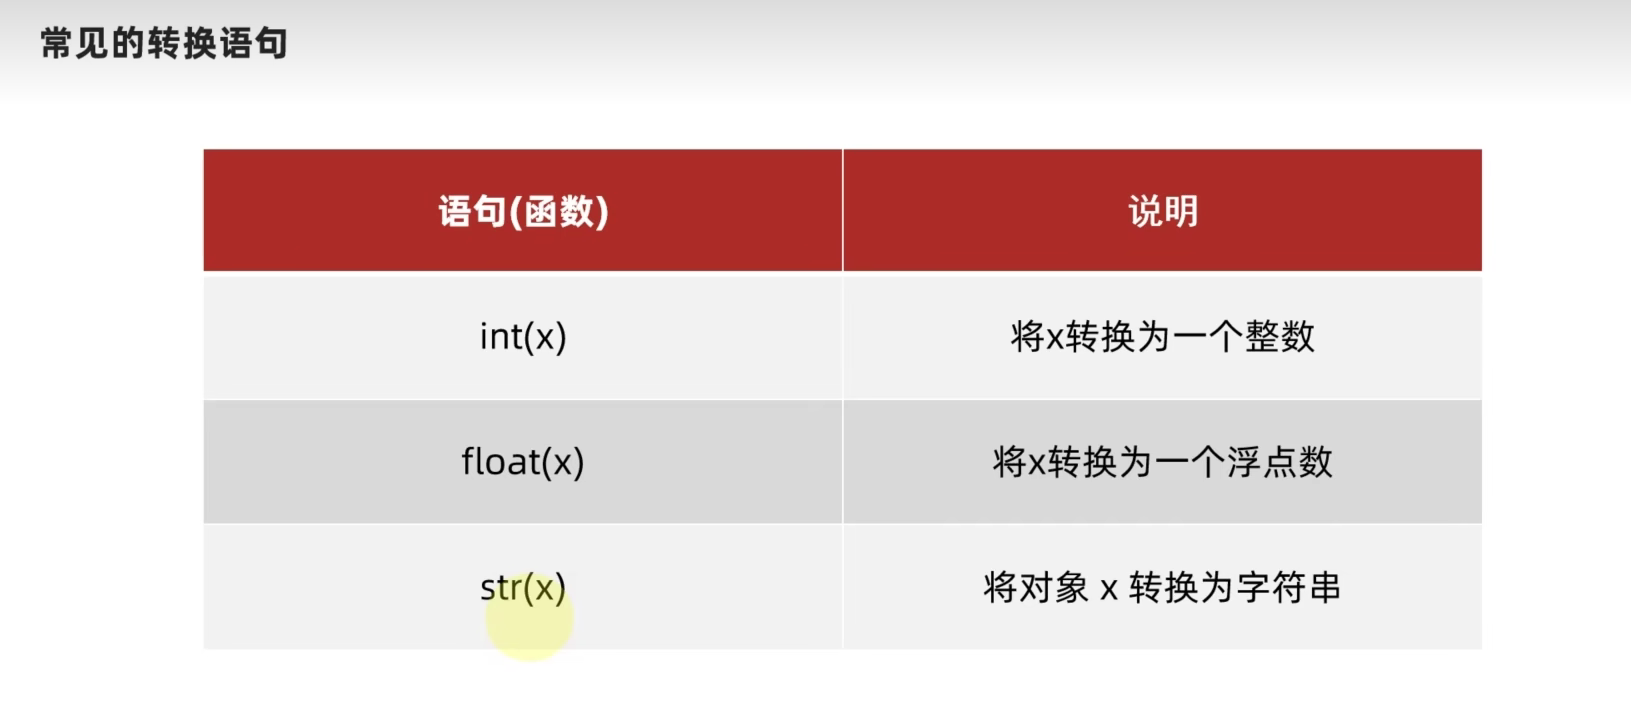 常见的转换语句
语句(函数) 说明
int(x) 将x转换为一个整数
float(x) 将x转换为一个浮点数
str(x) 将对象 x 转换为字符串